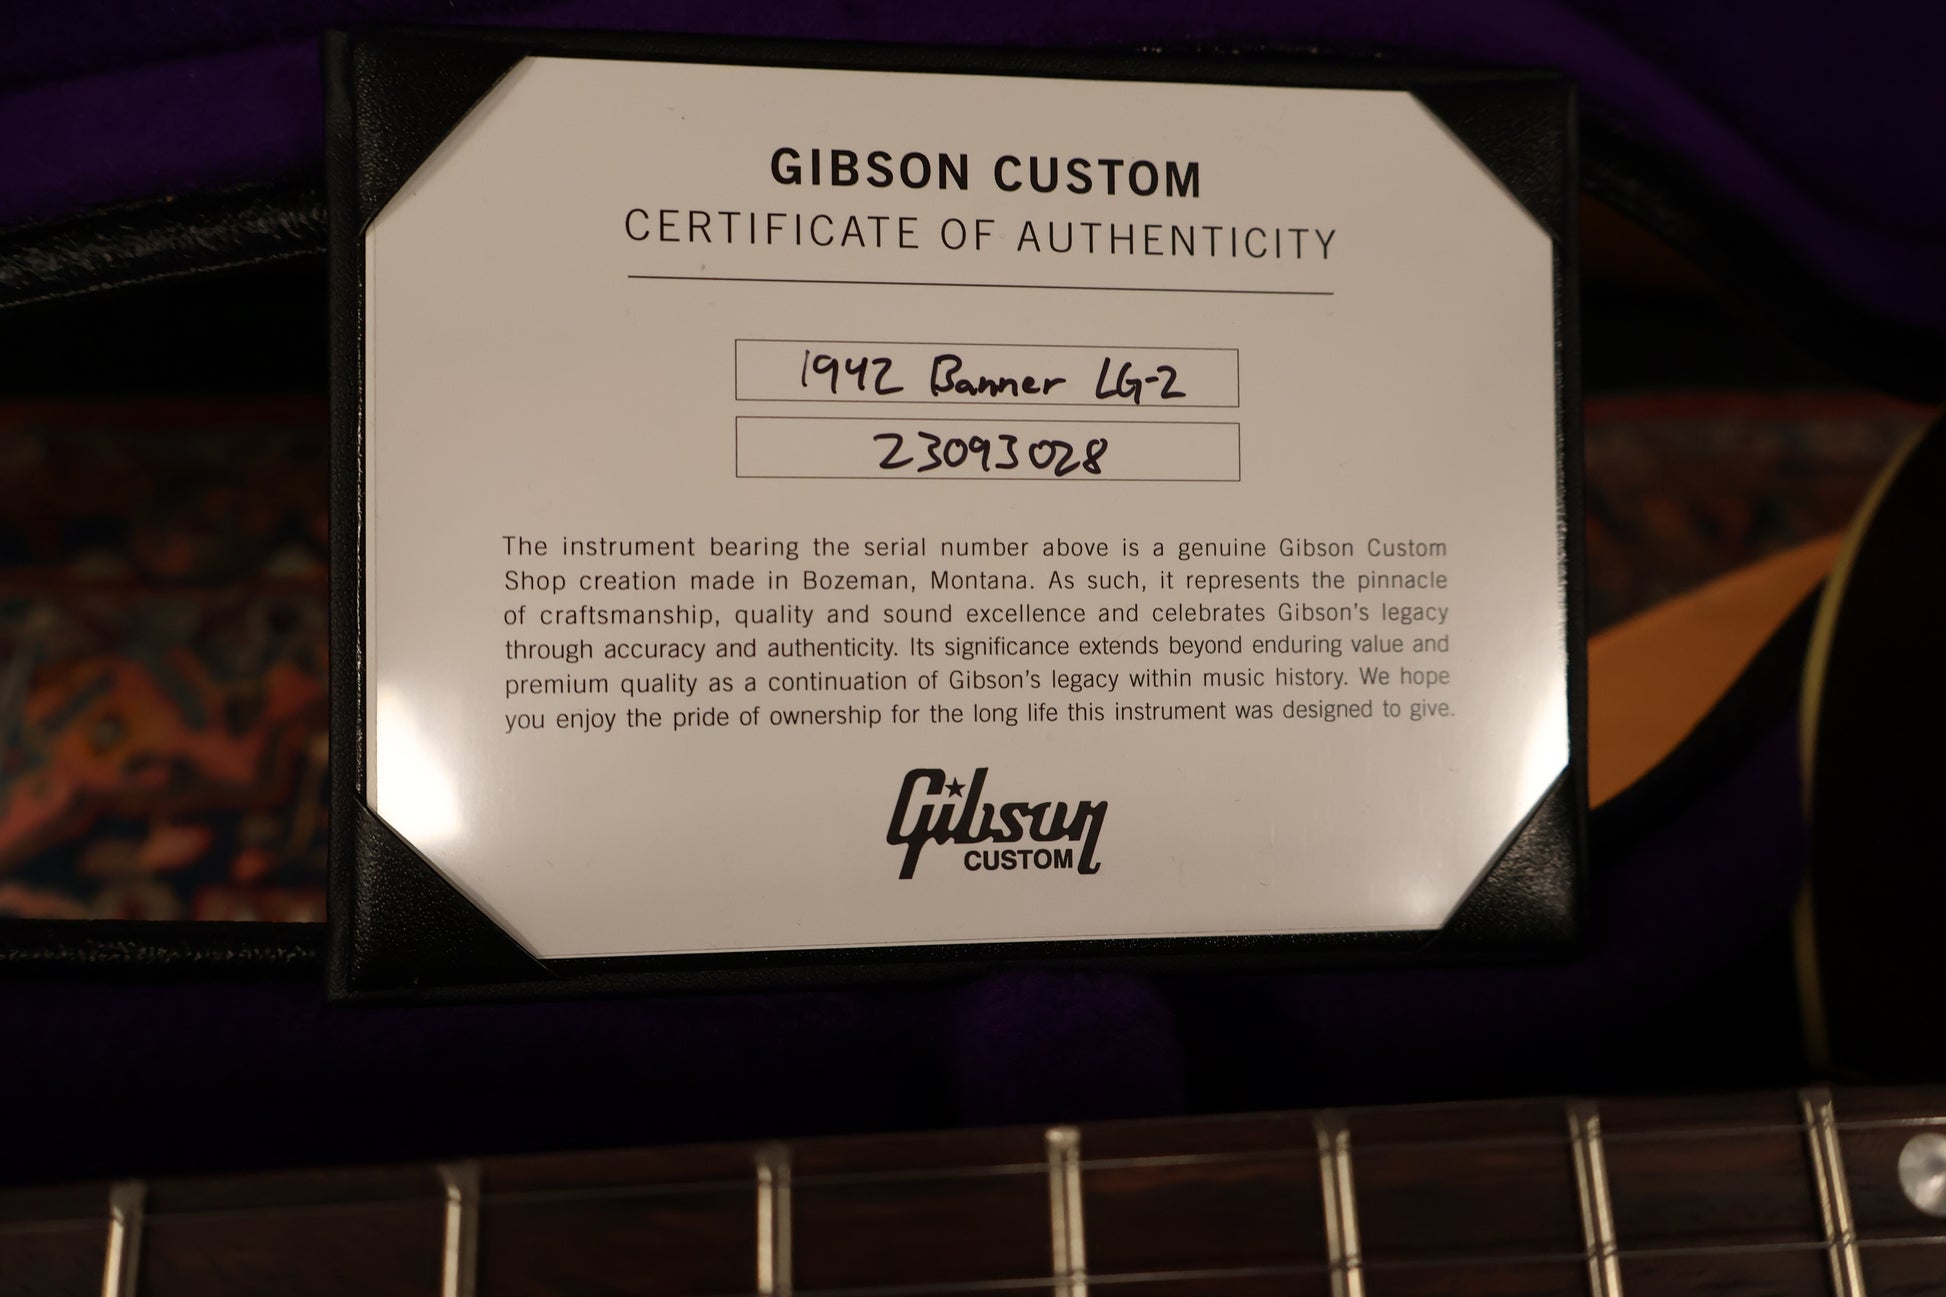 GIBSON CUSTOM
CERTIFICATE OF AUTHENTICITY
1942 Banner LG-2
23093028
The instrument bearing the serial number above is a genuine Gibson Custom
Shop creation made in Bozeman, Montana. As such, it represents the pinnacle
of craftsmanship, quality and sound excellence and celebrates Gibson's legacy
through accuracy and authenticity. Its significance extends beyond enduring value and
premium quality as a continuation of Gibson's legacy within music history. We hope
you enjoy the pride of ownership for the long life this instrument was designed to give.
Gibson
CUSTOM